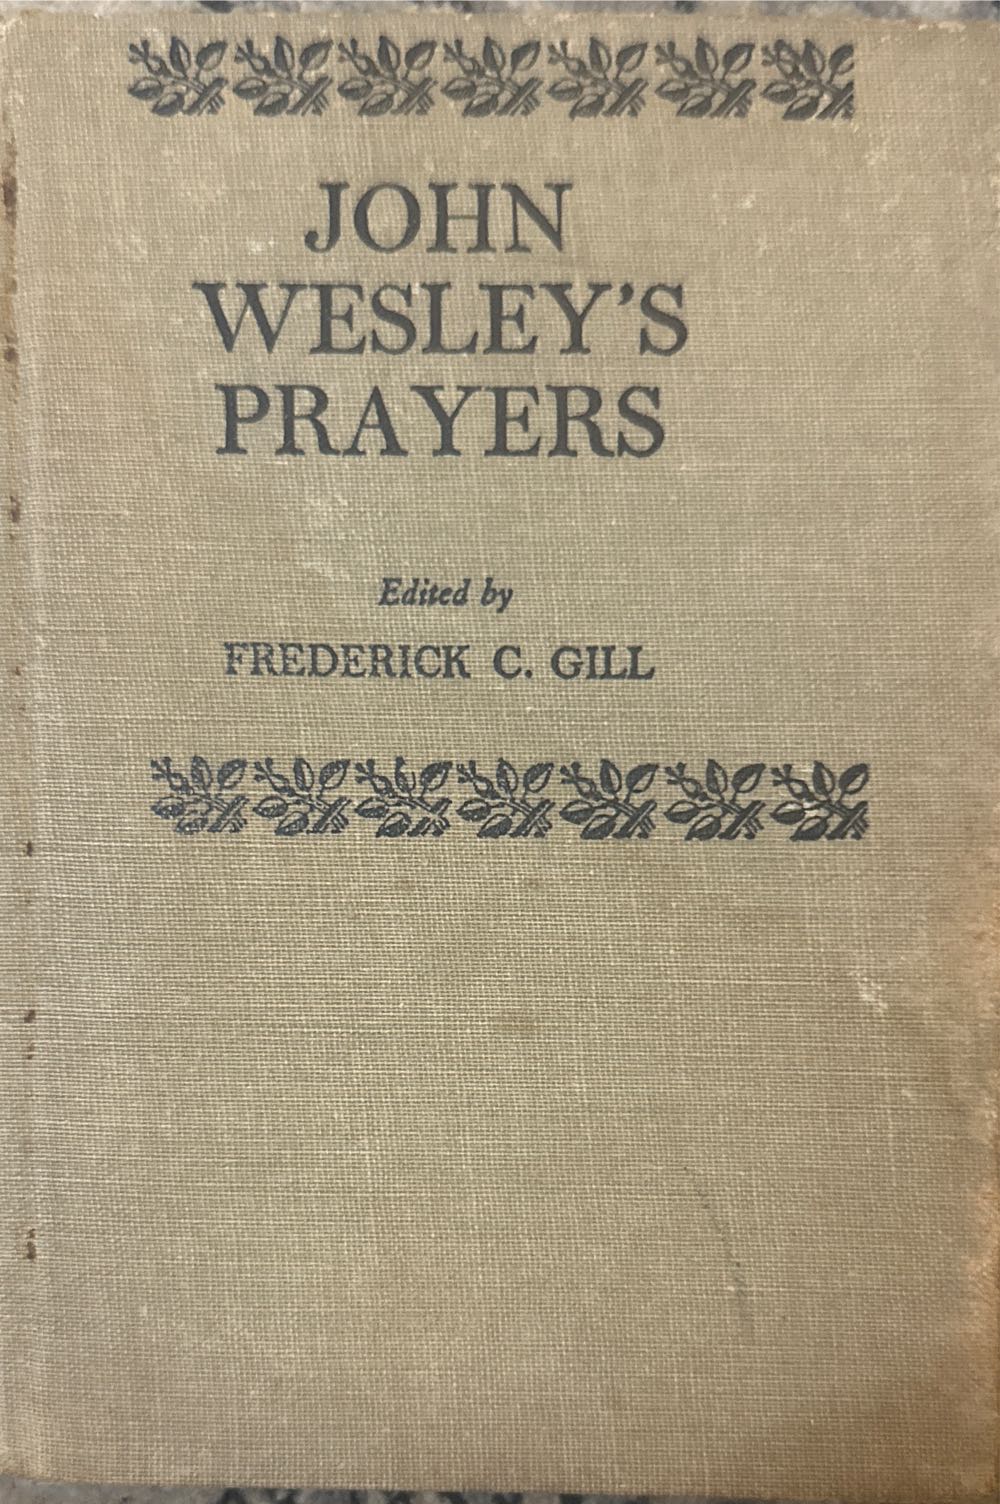 JOHN
WESLEY'S
PRAYERS
Edited by
FREDERICK C. GILL